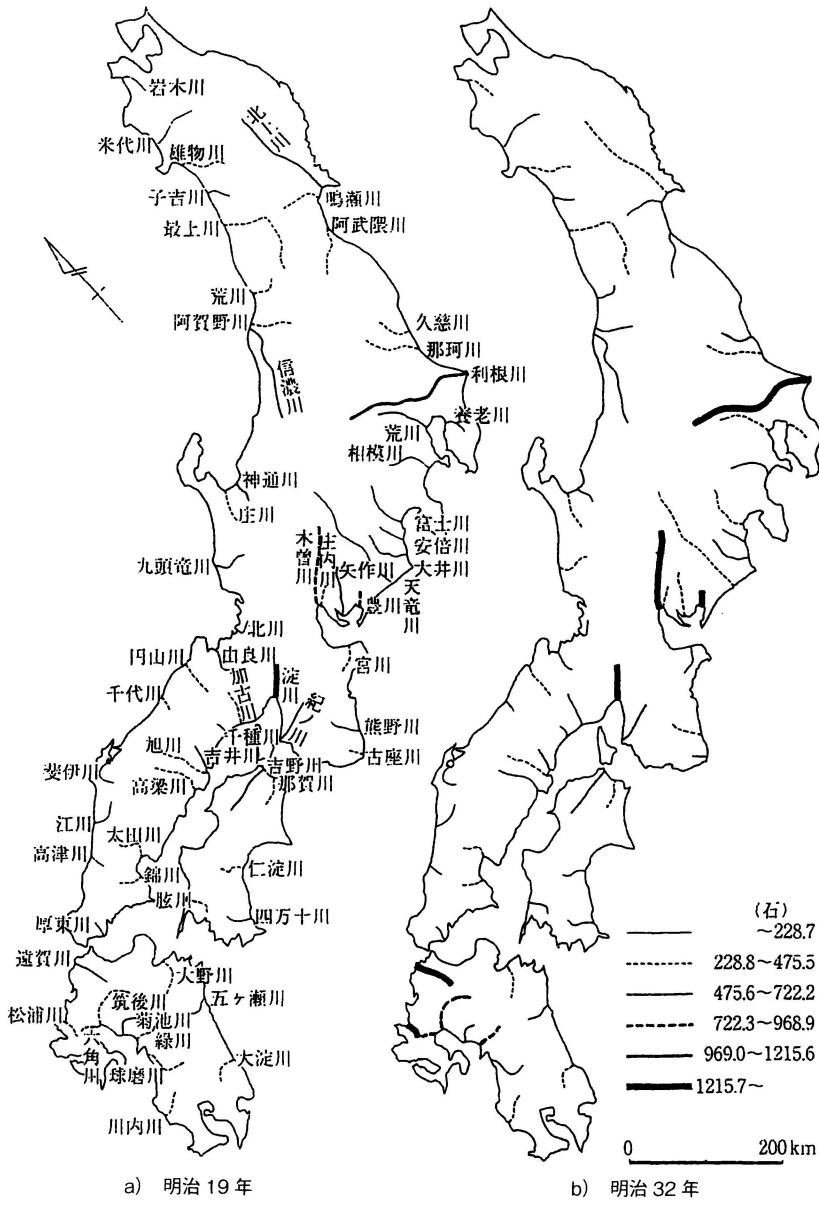 岩木川
北上川
米代川
雄物川
子吉川
鳴瀬川
最上川
阿武隈川
荒川
阿賀野川
久慈川
那珂川
信濃川
利根川
養老川
荒川
相模川
神通川
庄川
富士川
安倍川
木曽川
庄内川
矢作川
大井川
九頭竜川
豊川
天竜川
北川
円山川
由良川
宮川
加古川
淀川
千代川
紀ノ川
熊野川
千種川
旭川
吉井川
吉野川
古座川
斐伊川
高梁川
那賀川
江川
太田川
高津川
仁淀川
錦川
肱川
四万十川
厚東川
遠賀川
大野川
筑後川
五ヶ瀬川
松浦川
菊池川
六角川
緑川
球磨川
大淀川
川内川
(石)
~228.7
228.8~475.5
475.6~722.2
722.3~968.9
969.0~1215.6
1215.7~
0 200km
a) 明治19年
b) 明治32年